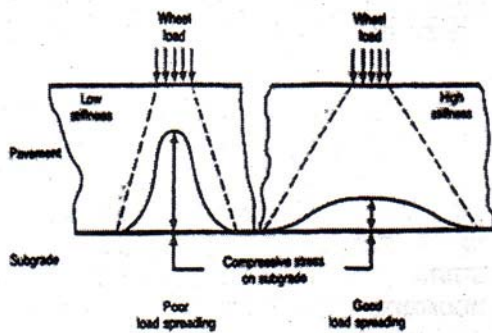 Wheel
load
Wheel
load
Low
stiffness
High
stiffness
Pavement
Subgrade
Compressive stress
on subgrade
Poor
load spreading
Good
load spreading